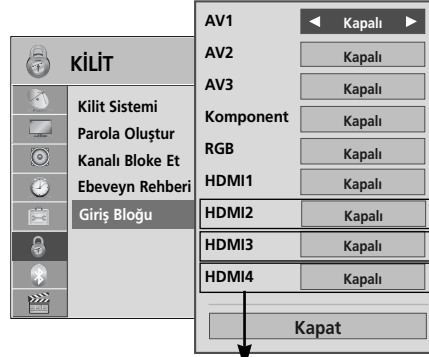 KİLİT
Kilit Sistemi
Parola Oluştur
Kanalı Bloke Et
Ebeveyn Rehberi
Giriş Bloğu
AV1 ◀ Kapalı ▶
AV2 Kapalı
AV3 Kapalı
Komponent Kapalı
RGB Kapalı
HDMI1 Kapalı
HDMI2 Kapalı
HDMI3 Kapalı
HDMI4 Kapalı
Kapat